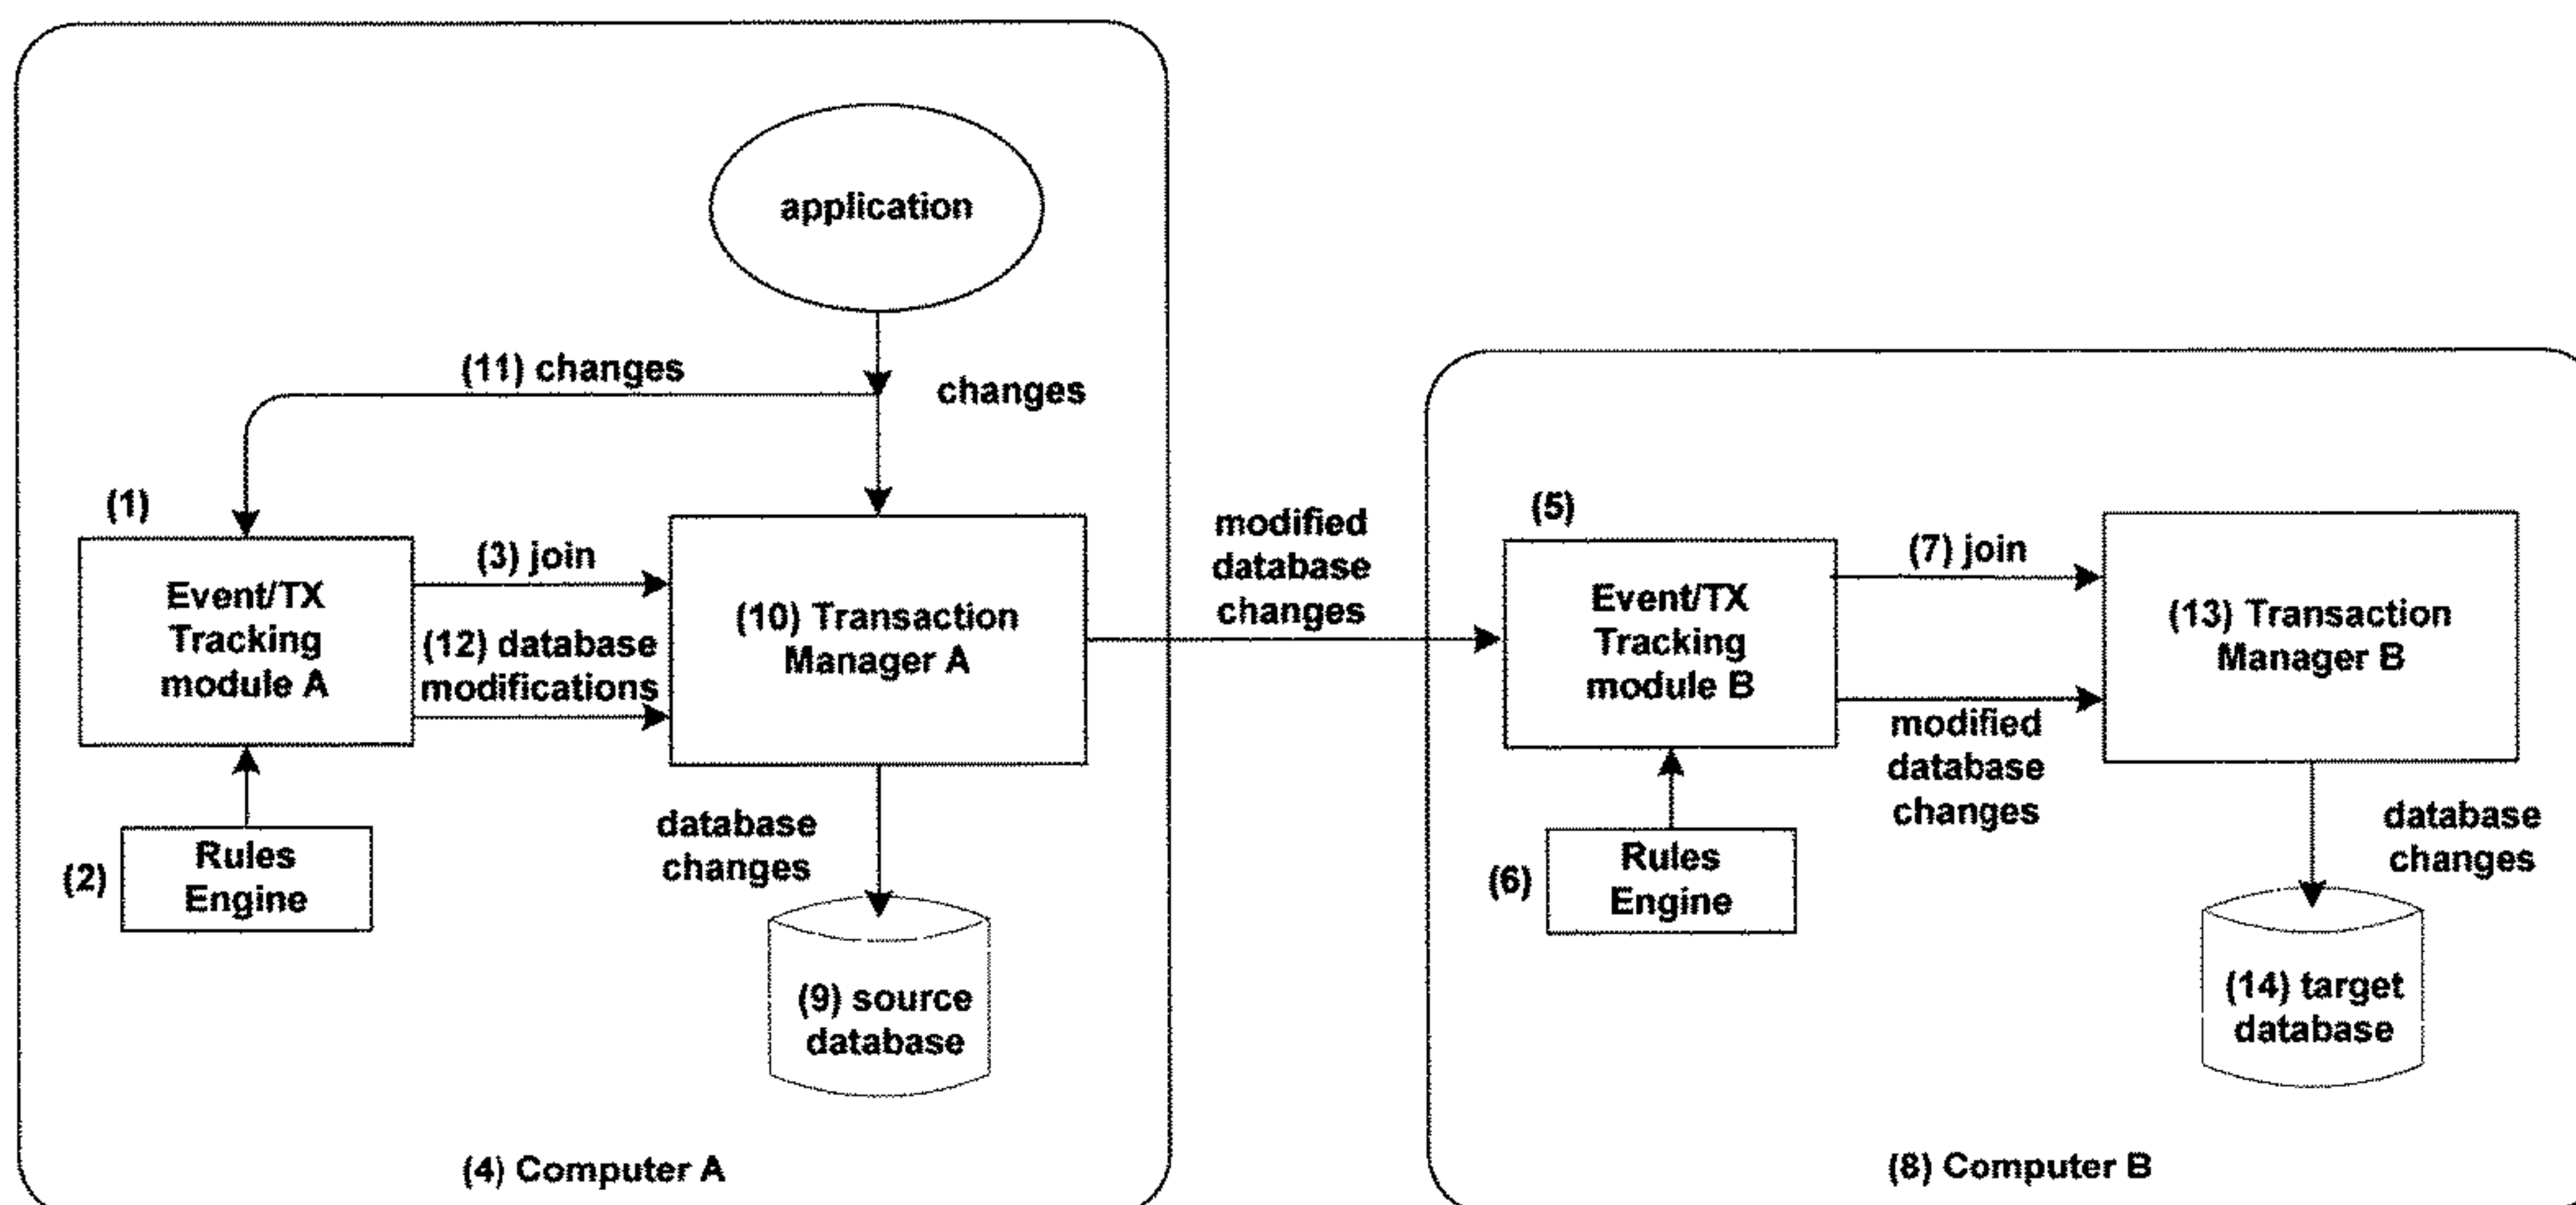 application
(11) changes
changes
(1)
Event/TX
Tracking
module A
(3) join
(12) database
modifications
(10) Transaction
Manager A
modified
database
changes
(2)
Rules
Engine
database
changes
(9) source
database
(4) Computer A
(5)
Event/TX
Tracking
module B
(7) join
modified
database
changes
(13) Transaction
Manager B
(6)
Rules
Engine
database
changes
(14) target
database
(8) Computer B